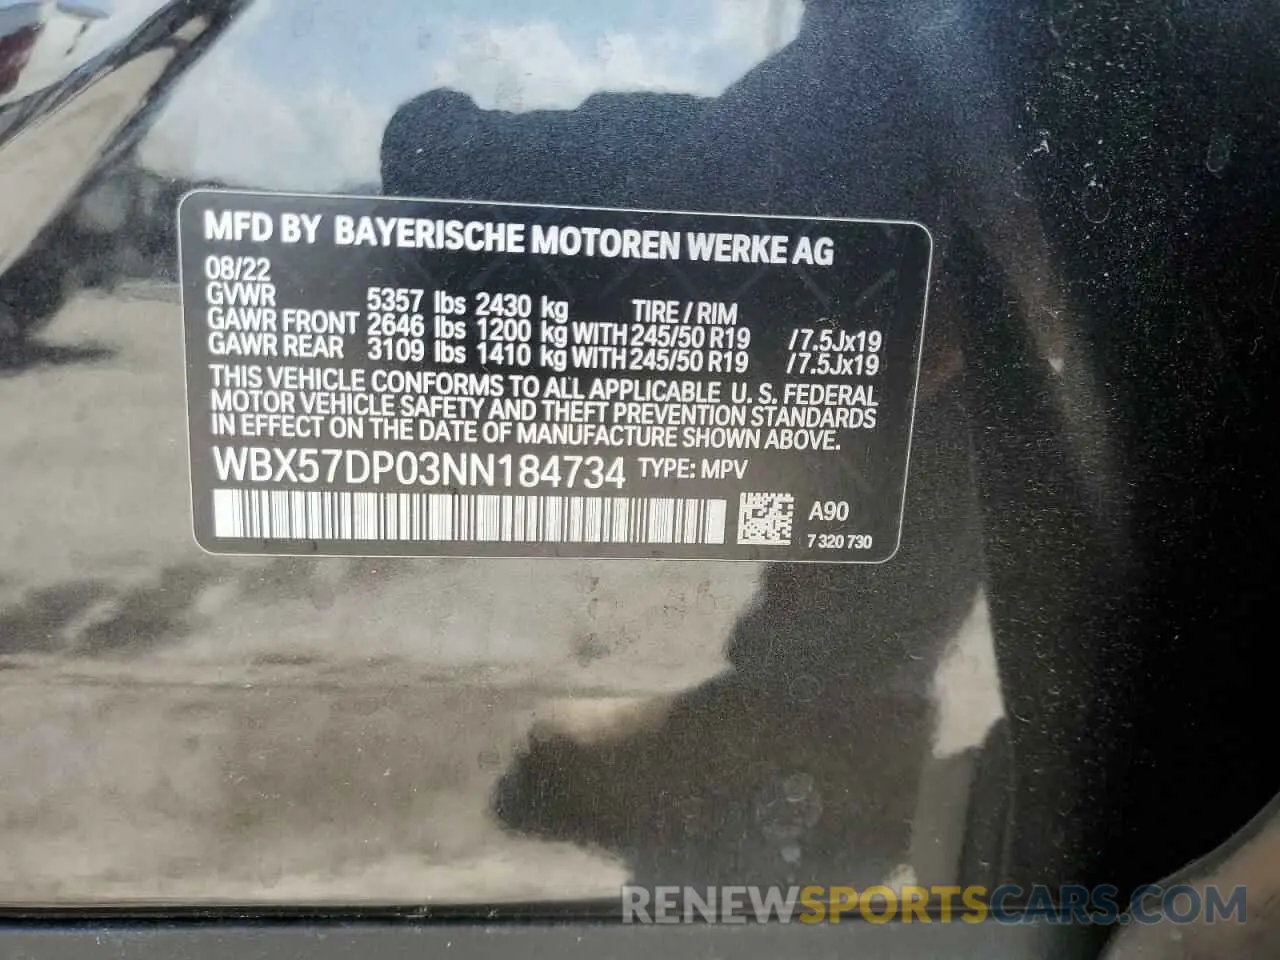 MFD BY BAYERISCHE MOTOREN WERKE AG
08/22
GVWR 5357 lbs 2430 kg TIRE / RIM
GAWR FRONT 2646 lbs 1200 kg WITH 245/50 R19 /7.5Jx19
GAWR REAR 3109 lbs 1410 kg WITH 245/50 R19 /7.5Jx19
THIS VEHICLE CONFORMS TO ALL APPLICABLE U. S. FEDERAL
MOTOR VEHICLE SAFETY AND THEFT PREVENTION STANDARDS
IN EFFECT ON THE DATE OF MANUFACTURE SHOWN ABOVE.
WBX57DP03NN184734 TYPE: MPV
A90
7 320 730
RENEWSPORTSCARS.COM